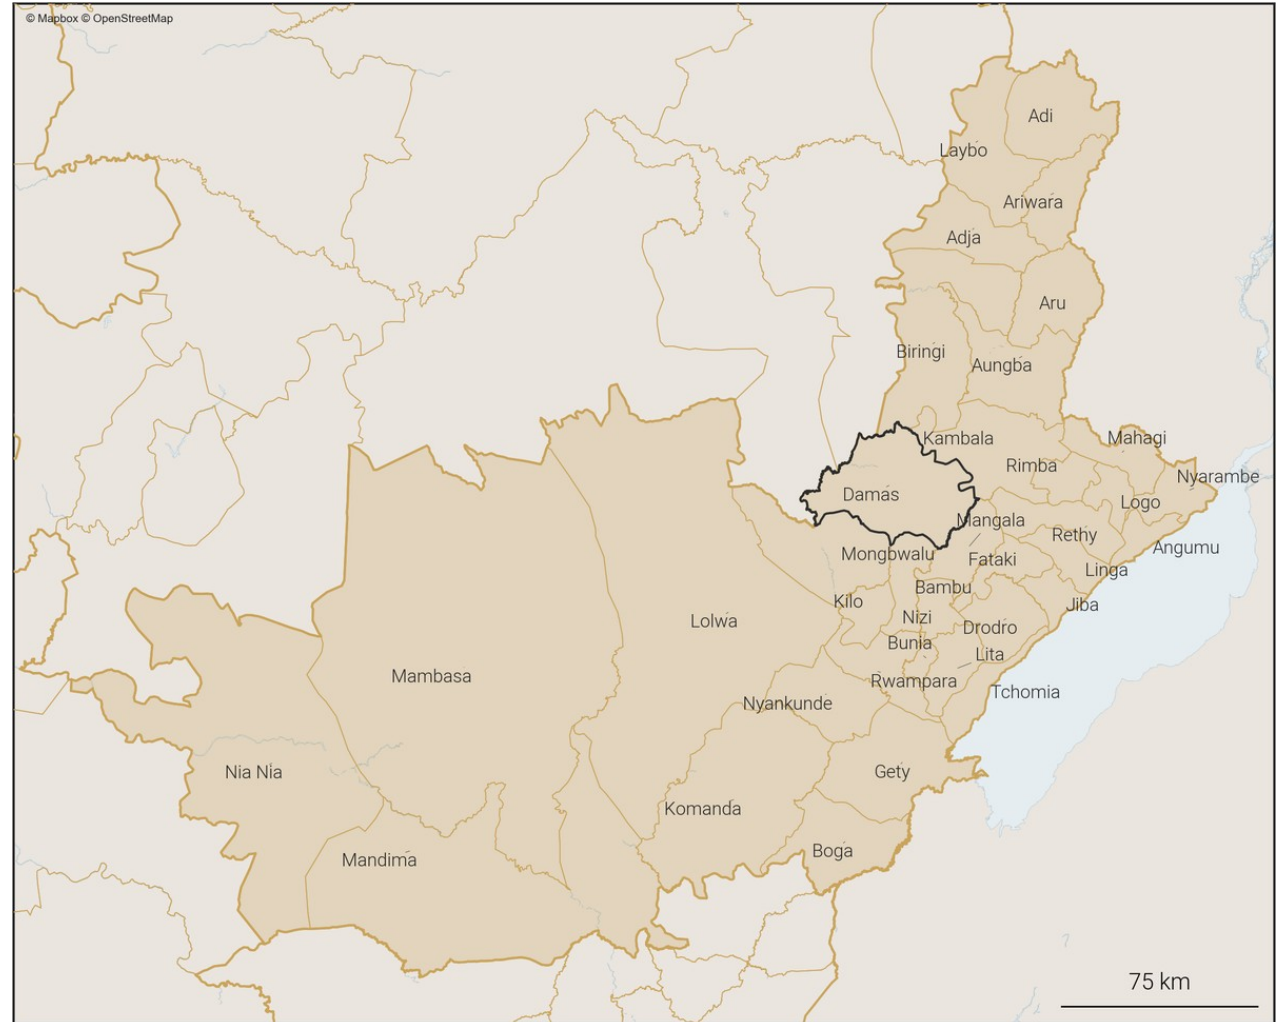 © Mapbox © OpenStreetMap
Adi
Laybo
Ariwara
Adja
Aru
Biringi
Aungba
Kambala
Mahagi
Rimba
Nyarambe
Damas
Logo
Mangala
Rethy
Angumu
Mongbwalu
Fataki
Linga
Bambu
Kilo
Jiba
Nizi
Lolwa
Drodro
Bunia
Lita
Mambasa
Rwampara
Tchomia
Nyankunde
Nia Nia
Gety
Komanda
Boga
Mandima
75 km